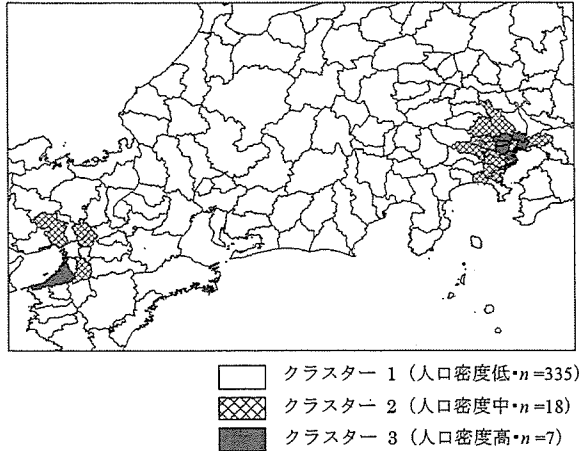 クラスター 1 (人口密度低・n=335)
クラスター 2 (人口密度中・n=18)
クラスター 3 (人口密度高・n=7)